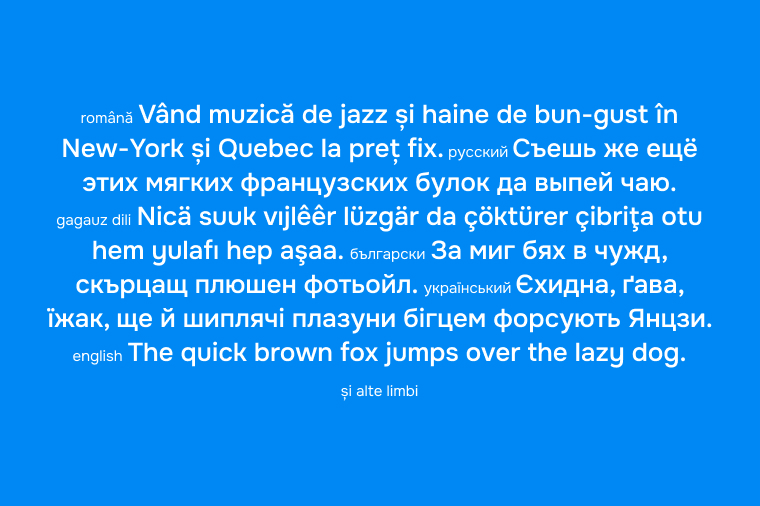 română Vând muzică de jazz și haine de bun-gust în
New-York și Quebec la preț fix. русский Съешь же ещё
этих мягких французских булок да выпей чаю.
gagauz dili Nicä suuk vıjlêêr lüzgär da çöktürer çibriţa otu
hem yulafı hep aşaa. български За миг бях в чужд,
скърцащ плюшен фотьойл. український Єхидна, ґава,
їжак, ще й шиплячі плазуни бігцем форсують Янцзи.
english The quick brown fox jumps over the lazy dog.
și alte limbi